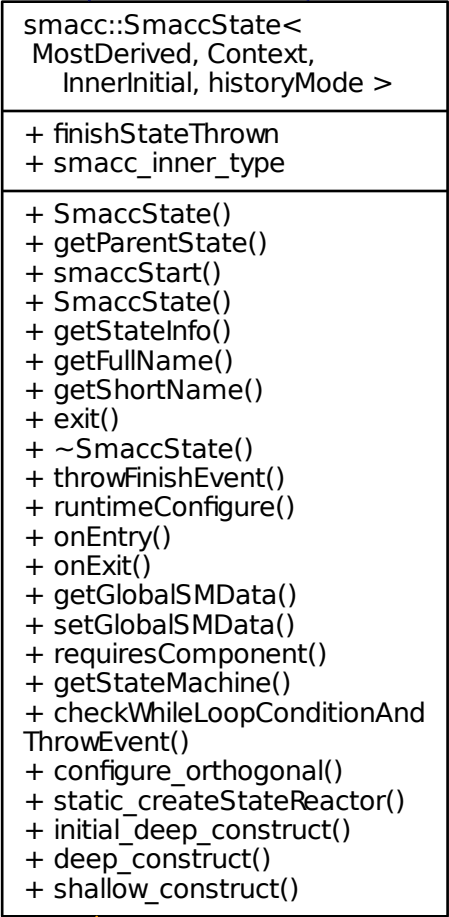 smacc::SmaccState<
MostDerived, Context,
InnerInitial, historyMode >
+ finishStateThrown
+ smacc_inner_type
+ SmaccState()
+ getParentState()
+ smaccStart()
+ SmaccState()
+ getStateInfo()
+ getFullName()
+ getShortName()
+ exit()
+ ~SmaccState()
+ throwFinishEvent()
+ runtimeConfigure()
+ onEntry()
+ onExit()
+ getGlobalSMData()
+ setGlobalSMData()
+ requiresComponent()
+ getStateMachine()
+ checkWhileLoopConditionAnd
ThrowEvent()
+ configure_orthogonal()
+ static_createStateReactor()
+ initial_deep_construct()
+ deep_construct()
+ shallow_construct()